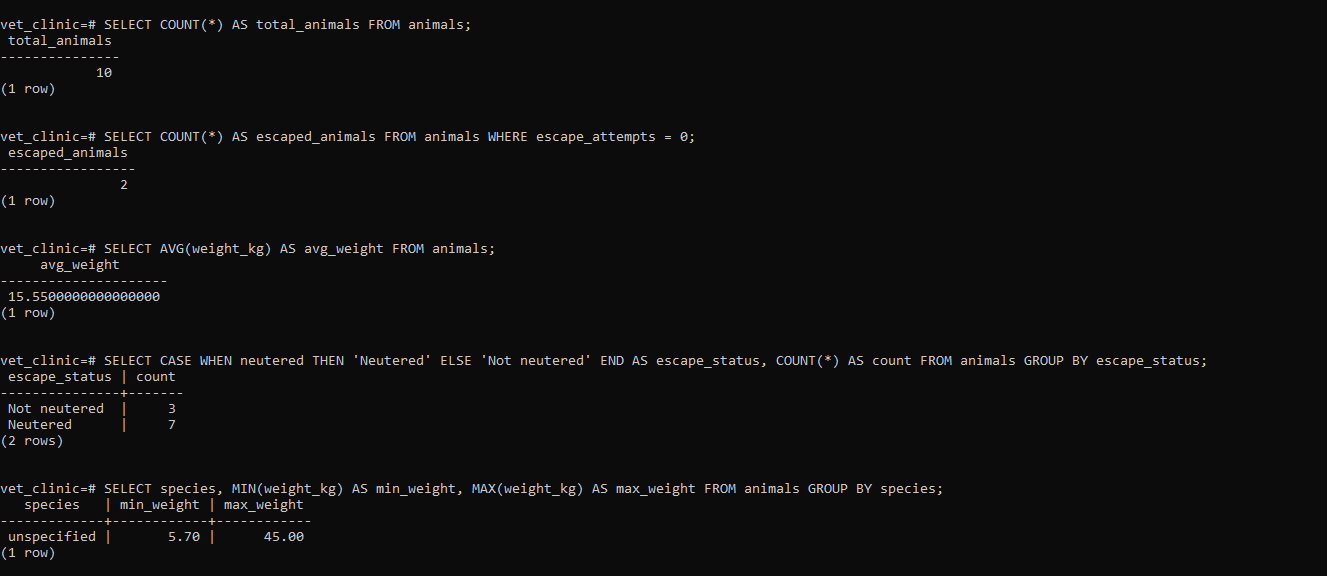 vet_clinic=# SELECT COUNT(*) AS total_animals FROM animals;
 total_animals
---------------
            10
(1 row)

vet_clinic=# SELECT COUNT(*) AS escaped_animals FROM animals WHERE escape_attempts = 0;
 escaped_animals
-----------------
               2
(1 row)

vet_clinic=# SELECT AVG(weight_kg) AS avg_weight FROM animals;
     avg_weight
---------------------
 15.5500000000000000
(1 row)

vet_clinic=# SELECT CASE WHEN neutered THEN 'Neutered' ELSE 'Not neutered' END AS escape_status, COUNT(*) AS count FROM animals GROUP BY escape_status;
 escape_status | count
---------------+-------
 Not neutered  |     3
 Neutered      |     7
(2 rows)

vet_clinic=# SELECT species, MIN(weight_kg) AS min_weight, MAX(weight_kg) AS max_weight FROM animals GROUP BY species;
   species   | min_weight | max_weight
-------------+------------+------------
 unspecified |       5.70 |      45.00
(1 row)